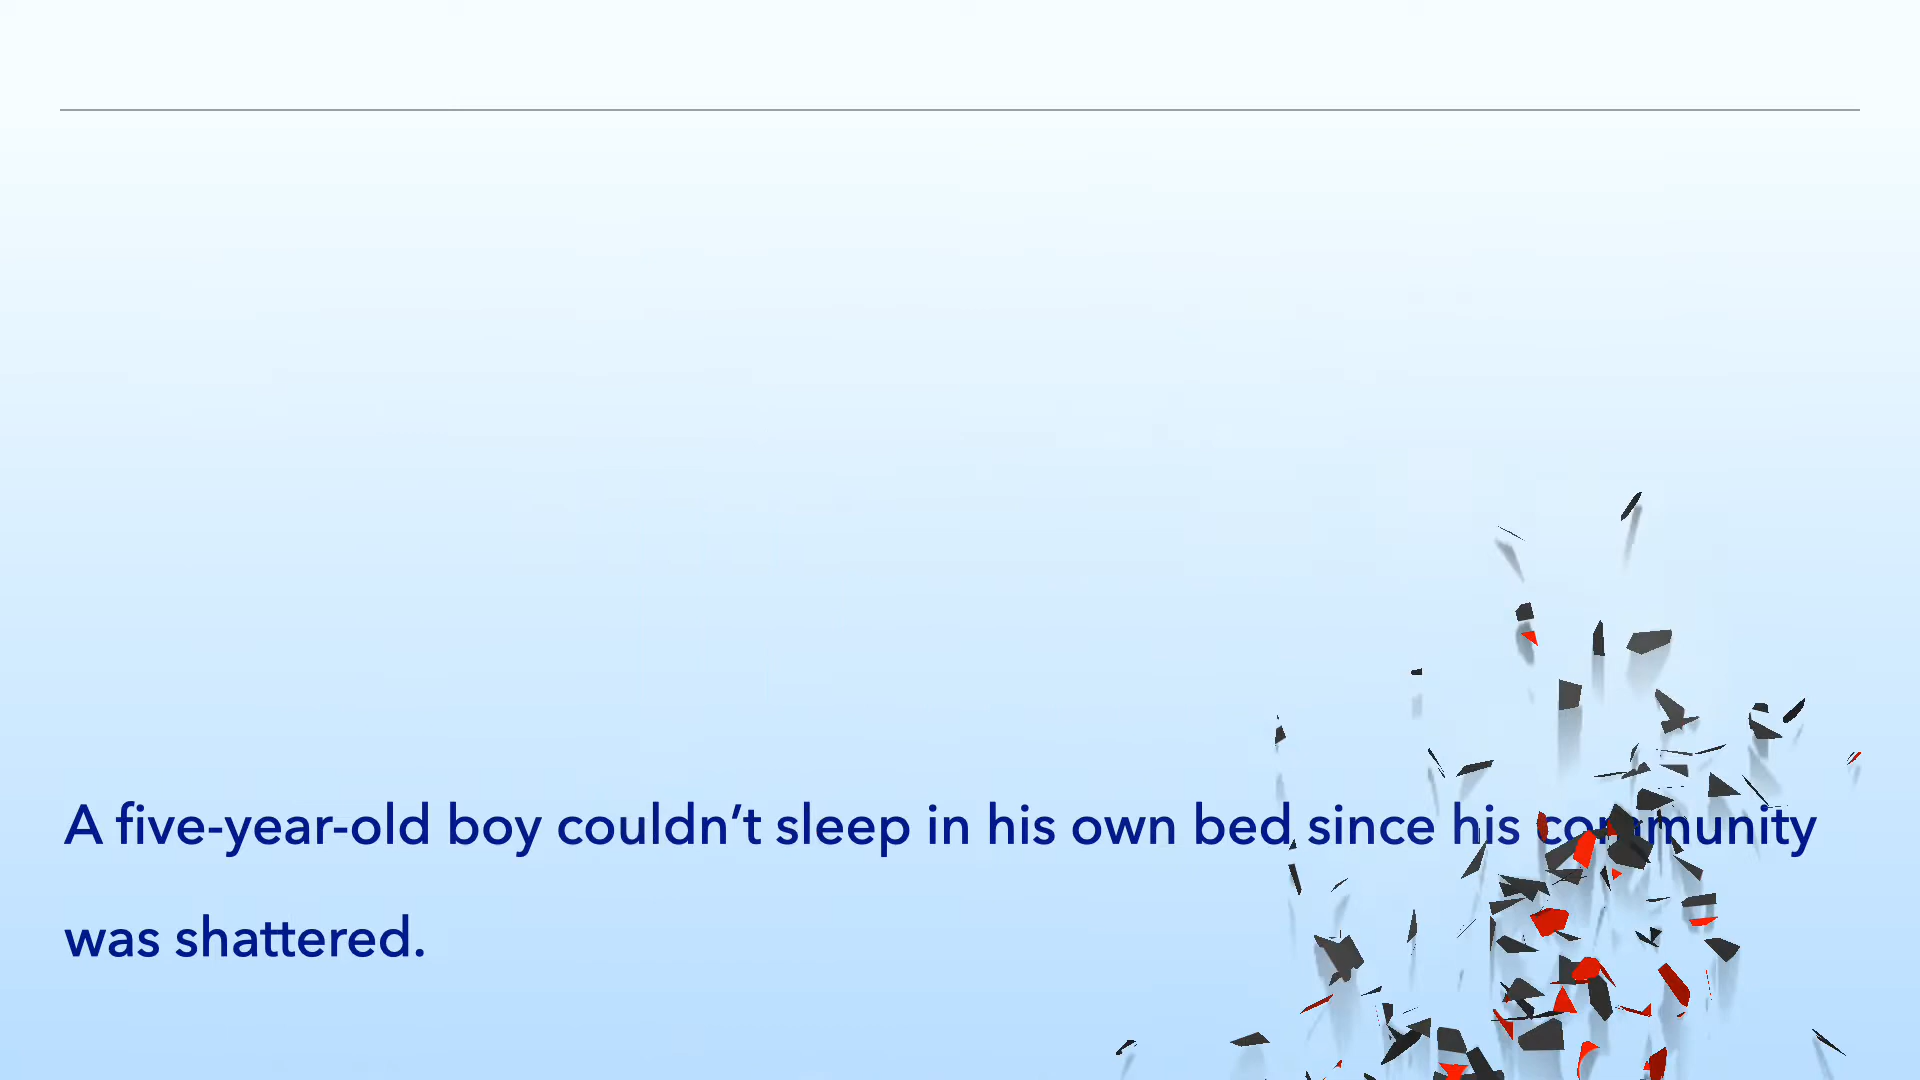 A five-year-old boy couldn’t sleep in his own bed since his community
was shattered.